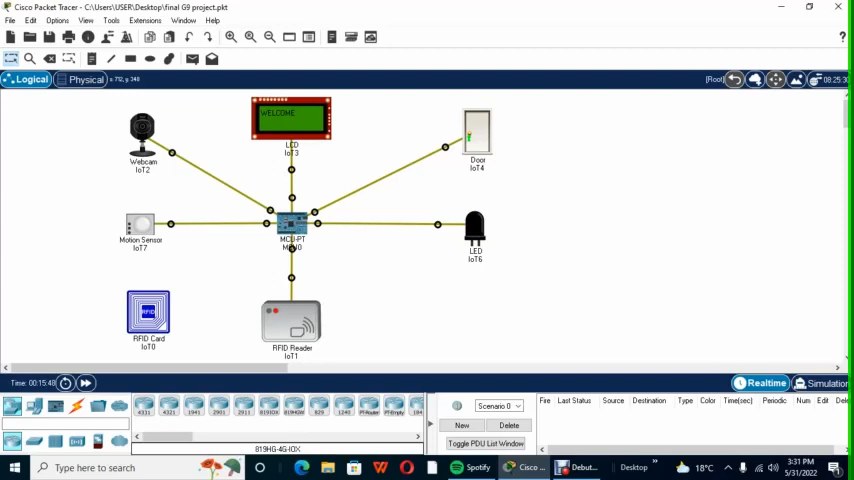 Cisco Packet Tracer - C:\Users\USER\Desktop\final G9 project.pkt
File Edit Options View Tools Extensions Window Help
Logical Physical x: 712, y: 340 [Root] 08:25:30
WELCOME
LCD
IoT3
Webcam
IoT2
Door
IoT4
Motion Sensor
IoT7
MCU-PT
MCU0
LED
IoT6
RFID
RFID Card
IoT0
RFID Reader
IoT1
Time: 00:15:48 Realtime Simulation
Scenario 0
Fire Last Status Source Destination Type Color Time(sec) Periodic Num Edit
4331 4321 1941 2901 2911 819IOX 819HGW 829 1240 PT-Router PT-Empty
New Delete
Toggle PDU List Window
819HG-4G-IOX
Type here to search
Spotify
Cisco ...
Debut...
Desktop
18°C
3:31 PM
5/31/2022